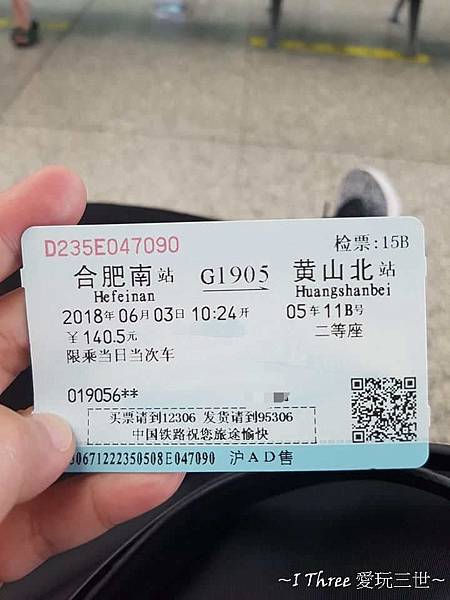 D235E047090 检票:15B
合肥南站 G1905 黄山北站
Hefeinan Huangshanbei
2018年06月03日10:24开 05车11B号
￥140.5元 二等座
限乘当日当次车
019056**
买票请到12306 发货请到95306
中国铁路祝您旅途愉快
30671222350508E047090 沪AD售
~I Three 愛玩三世~